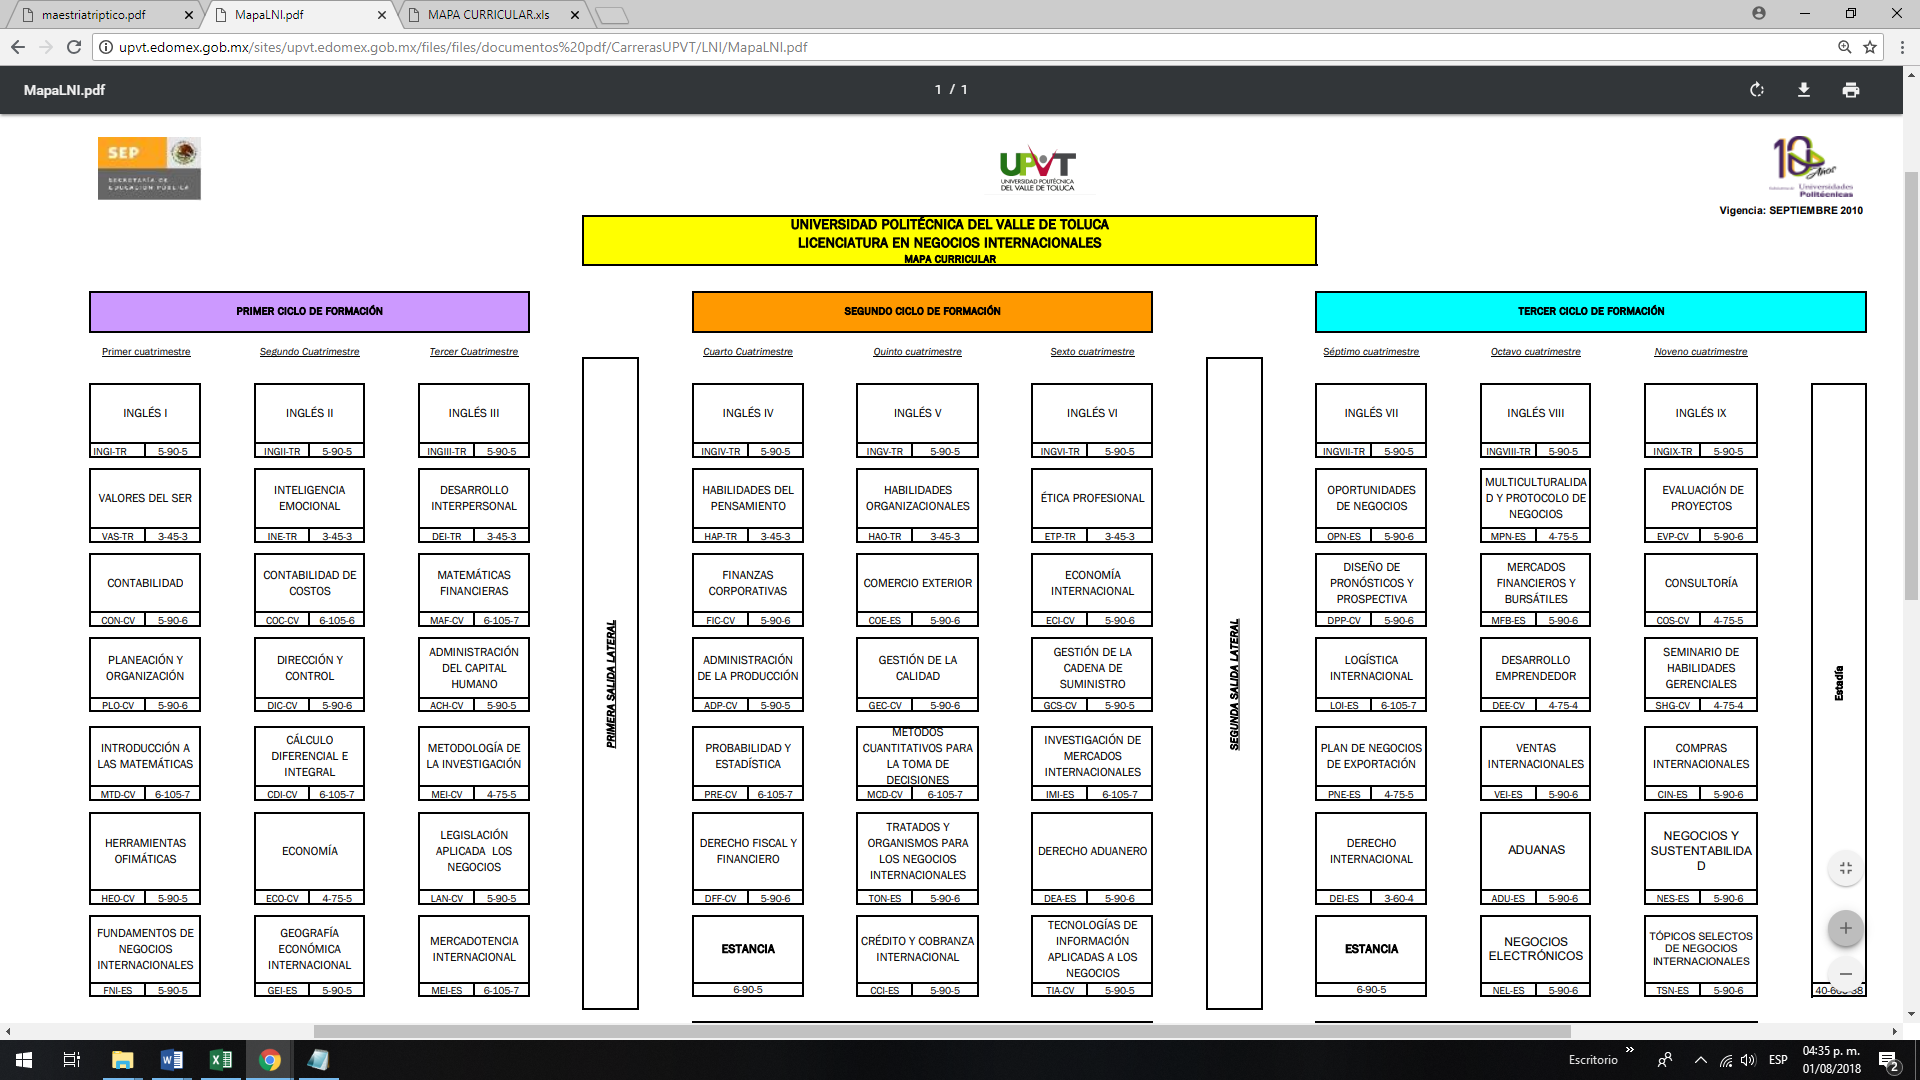 maestriatriptico.pdf
MapaLNI.pdf
MAPA CURRICULAR.xls
upvt.edomex.gob.mx/sites/upvt.edomex.gob.mx/files/files/documentos%20pdf/CarrerasUPVT/LNI/MapaLNI.pdf
MapaLNI.pdf
1 / 1
SEP
SECRETARÍA DE
EDUCACIÓN PÚBLICA
UPVT
UNIVERSIDAD POLITÉCNICA
DEL VALLE DE TOLUCA
10 Años
Universidades
Politécnicas
Vigencia: SEPTIEMBRE 2010
UNIVERSIDAD POLITÉCNICA DEL VALLE DE TOLUCA
LICENCIATURA EN NEGOCIOS INTERNACIONALES
MAPA CURRICULAR
PRIMER CICLO DE FORMACIÓN
SEGUNDO CICLO DE FORMACIÓN
TERCER CICLO DE FORMACIÓN
Primer cuatrimestre
Segundo Cuatrimestre
Tercer Cuatrimestre
Cuarto Cuatrimestre
Quinto cuatrimestre
Sexto cuatrimestre
Séptimo cuatrimestre
Octavo cuatrimestre
Noveno cuatrimestre
INGLÉS I
INGI-TR 5-90-5
INGLÉS II
INGII-TR 5-90-5
INGLÉS III
INGIII-TR 5-90-5
INGLÉS IV
INGIV-TR 5-90-5
INGLÉS V
INGV-TR 5-90-5
INGLÉS VI
INGVI-TR 5-90-5
INGLÉS VII
INGVII-TR 5-90-5
INGLÉS VIII
INGVIII-TR 5-90-5
INGLÉS IX
INGIX-TR 5-90-5
VALORES DEL SER
VAS-TR 3-45-3
INTELIGENCIA
EMOCIONAL
INE-TR 3-45-3
DESARROLLO
INTERPERSONAL
DEI-TR 3-45-3
HABILIDADES DEL
PENSAMIENTO
HAP-TR 3-45-3
HABILIDADES
ORGANIZACIONALES
HAO-TR 3-45-3
ÉTICA PROFESIONAL
ETP-TR 3-45-3
OPORTUNIDADES
DE NEGOCIOS
OPN-ES 5-90-6
MULTICULTURALIDA
D Y PROTOCOLO DE
NEGOCIOS
MPN-ES 4-75-5
EVALUACIÓN DE
PROYECTOS
EVP-CV 5-90-6
CONTABILIDAD
CON-CV 5-90-6
CONTABILIDAD DE
COSTOS
COC-CV 6-105-6
MATEMÁTICAS
FINANCIERAS
MAF-CV 6-105-7
FINANZAS
CORPORATIVAS
FIC-CV 5-90-6
COMERCIO EXTERIOR
COE-ES 5-90-6
ECONOMÍA
INTERNACIONAL
ECI-CV 5-90-6
DISEÑO DE
PRONÓSTICOS Y
PROSPECTIVA
DPP-CV 5-90-6
MERCADOS
FINANCIEROS Y
BURSÁTILES
MFB-ES 5-90-6
CONSULTORÍA
COS-CV 4-75-5
PLANEACIÓN Y
ORGANIZACIÓN
PLO-CV 5-90-6
DIRECCIÓN Y
CONTROL
DIC-CV 5-90-6
ADMINISTRACIÓN
DEL CAPITAL
HUMANO
ACH-CV 5-90-5
ADMINISTRACIÓN
DE LA PRODUCCIÓN
ADP-CV 5-90-5
GESTIÓN DE LA
CALIDAD
GEC-CV 5-90-6
GESTIÓN DE LA
CADENA DE
SUMINISTRO
GCS-CV 5-90-5
LOGÍSTICA
INTERNACIONAL
LOI-ES 6-105-7
DESARROLLO
EMPRENDEDOR
DEE-CV 4-75-4
SEMINARIO DE
HABILIDADES
GERENCIALES
SHG-CV 4-75-4
INTRODUCCIÓN A
LAS MATEMÁTICAS
MTD-CV 6-105-7
CÁLCULO
DIFERENCIAL E
INTEGRAL
CDI-CV 6-105-7
METODOLOGÍA DE
LA INVESTIGACIÓN
MEI-CV 4-75-5
PROBABILIDAD Y
ESTADÍSTICA
PRE-CV 6-105-7
METODOS
CUANTITATIVOS PARA
LA TOMA DE
DECISIONES
MCD-CV 6-105-7
INVESTIGACIÓN DE
MERCADOS
INTERNACIONALES
IMI-ES 6-105-7
PLAN DE NEGOCIOS
DE EXPORTACIÓN
PNE-ES 4-75-5
VENTAS
INTERNACIONALES
VEI-ES 5-90-6
COMPRAS
INTERNACIONALES
CIN-ES 5-90-6
HERRAMIENTAS
OFIMÁTICAS
HEO-CV 5-90-5
ECONOMÍA
ECO-CV 4-75-5
LEGISLACIÓN
APLICADA LOS
NEGOCIOS
LAN-CV 5-90-5
DERECHO FISCAL Y
FINANCIERO
DFF-CV 5-90-6
TRATADOS Y
ORGANISMOS PARA
LOS NEGOCIOS
INTERNACIONALES
TON-ES 5-90-6
DERECHO ADUANERO
DEA-ES 5-90-6
DERECHO
INTERNACIONAL
DEI-ES 3-60-4
ADUANAS
ADU-ES 5-90-6
NEGOCIOS Y
SUSTENTABILIDA
D
NES-ES 5-90-6
FUNDAMENTOS DE
NEGOCIOS
INTERNACIONALES
FNI-ES 5-90-5
GEOGRAFÍA
ECONÓMICA
INTERNACIONAL
GEI-ES 5-90-5
MERCADOTENCIA
INTERNACIONAL
MEI-ES 6-105-7
ESTANCIA
6-90-5
CRÉDITO Y COBRANZA
INTERNACIONAL
CCI-ES 5-90-5
TECNOLOGÍAS DE
INFORMACIÓN
APLICADAS A LOS
NEGOCIOS
TIA-CV 5-90-5
ESTANCIA
6-90-5
NEGOCIOS
ELECTRÓNICOS
NEL-ES 5-90-6
TÓPICOS SELECTOS
DE NEGOCIOS
INTERNACIONALES
TSN-ES 5-90-6
PRIMERA SALIDA LATERAL
SEGUNDA SALIDA LATERAL
Estadía
Escritorio
ESP
04:35 p. m.
01/08/2018
2